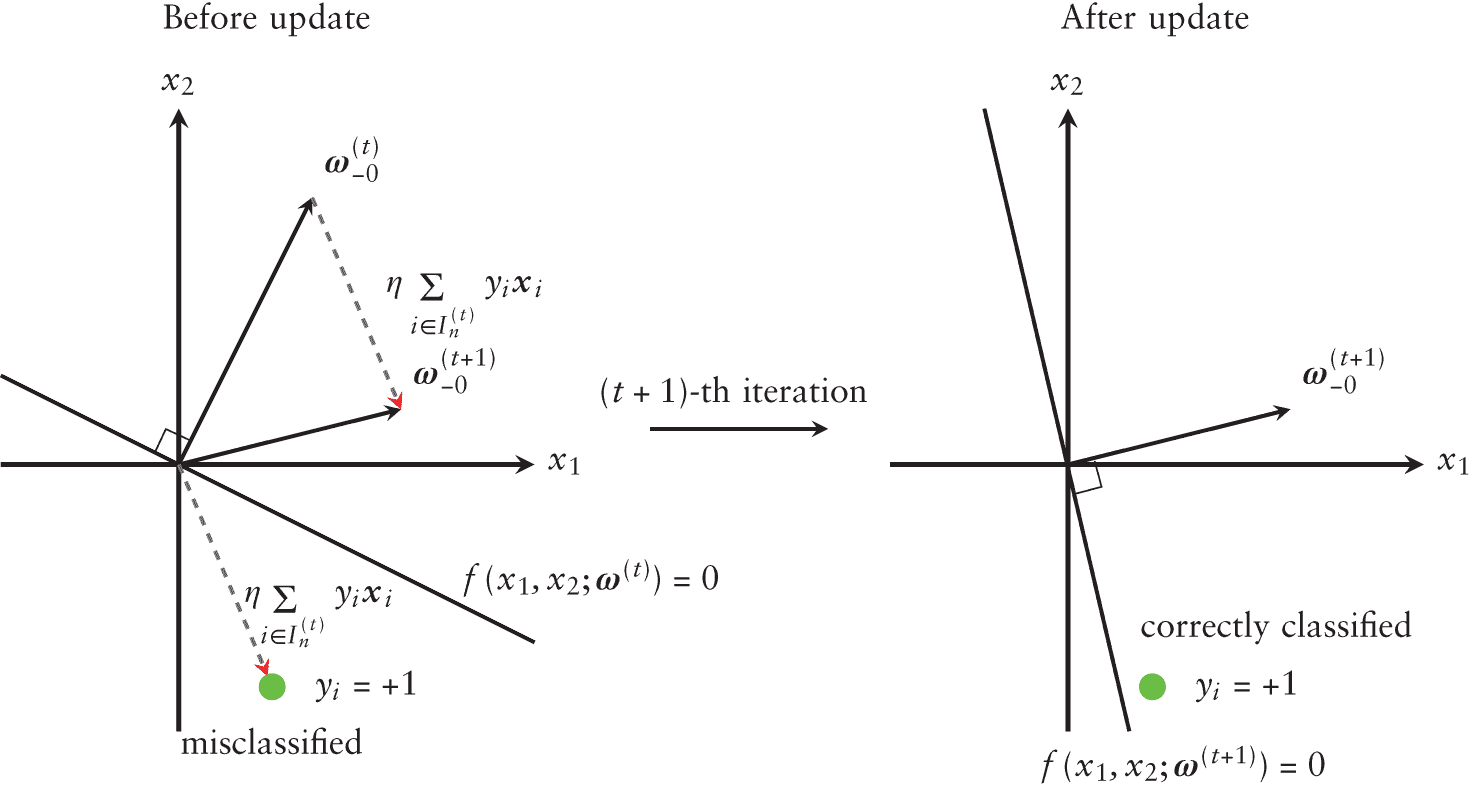 Before update
x₂
ω₋₀⁽ᵗ⁾
η Σ yᵢxᵢ
i∈Iₙ⁽ᵗ⁾
ω₋₀⁽ᵗ⁺¹⁾
x₁
f(x₁, x₂; ω⁽ᵗ⁾) = 0
η Σ yᵢxᵢ
i∈Iₙ⁽ᵗ⁾
yᵢ = +1
misclassified
(t + 1)-th iteration
After update
x₂
ω₋₀⁽ᵗ⁺¹⁾
x₁
correctly classified
yᵢ = +1
f(x₁, x₂; ω⁽ᵗ⁺¹⁾) = 0